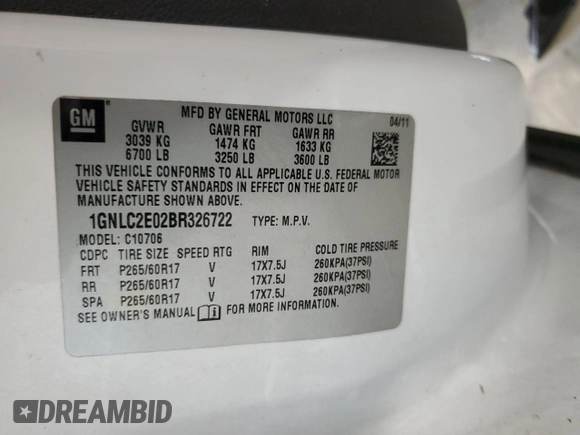 GM
MFD BY GENERAL MOTORS LLC
04/11
GVWR GAWR FRT GAWR RR
3039 KG 1474 KG 1633 KG
6700 LB 3250 LB 3600 LB
THIS VEHICLE CONFORMS TO ALL APPLICABLE U.S. FEDERAL MOTOR
VEHICLE SAFETY STANDARDS IN EFFECT ON THE DATE OF
MANUFACTURE SHOWN ABOVE.
1GNLC2E02BR326722 TYPE: M.P.V.
MODEL: C10706
CDPC TIRE SIZE SPEED RTG RIM COLD TIRE PRESSURE
FRT P265/60R17 V 17X7.5J 260KPA(37PSI)
RR P265/60R17 V 17X7.5J 260KPA(37PSI)
SPA P265/60R17 V 17X7.5J 260KPA(37PSI)
SEE OWNER'S MANUAL FOR MORE INFORMATION.
DREAMBID